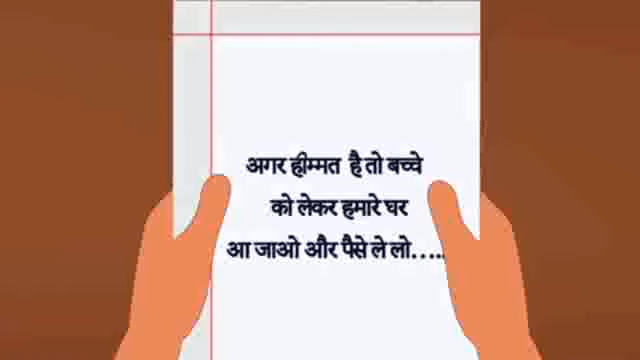 अगर हीम्मत है तो बच्चे
को लेकर हमारे घर
आ जाओ और पैसे ले लो.....